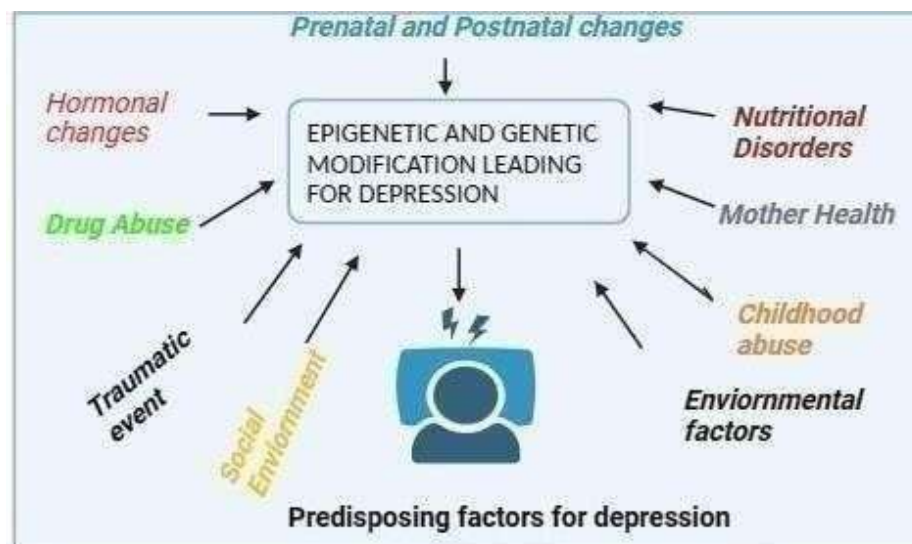 Prenatal and Postnatal changes
Hormonal
changes
EPIGENETIC AND GENETIC
MODIFICATION LEADING
FOR DEPRESSION
Nutritional
Disorders
Drug Abuse
Mother Health
Traumatic
event
Social
Enviornment
Childhood
abuse
Enviornmental
factors
Predisposing factors for depression